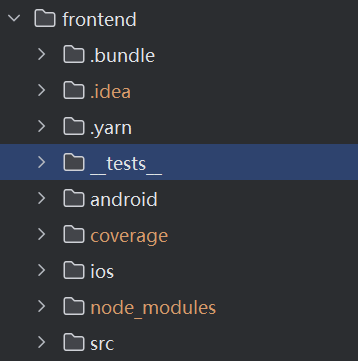 frontend
.bundle
.idea
.yarn
__tests__
android
coverage
ios
node_modules
src